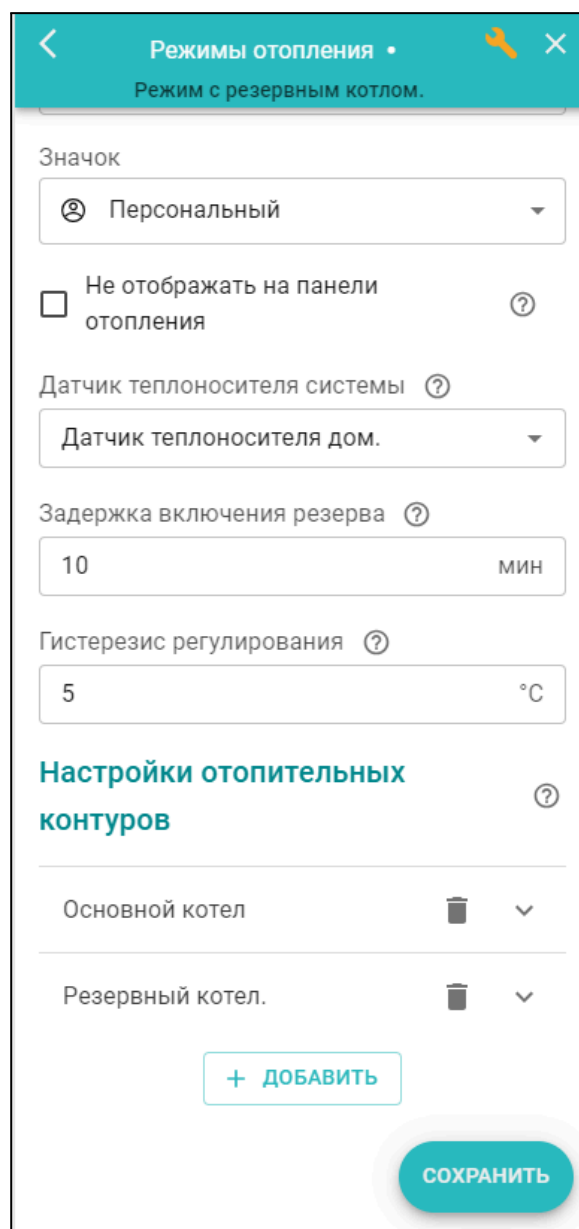 Режимы отопления •
Режим с резервным котлом.
Значок
Персональный
Не отображать на панели
отопления
Датчик теплоносителя системы
Датчик теплоносителя дом.
Задержка включения резерва
10 мин
Гистерезис регулирования
5 °C
Настройки отопительных
контуров
Основной котел
Резервный котел.
+ ДОБАВИТЬ
СОХРАНИТЬ